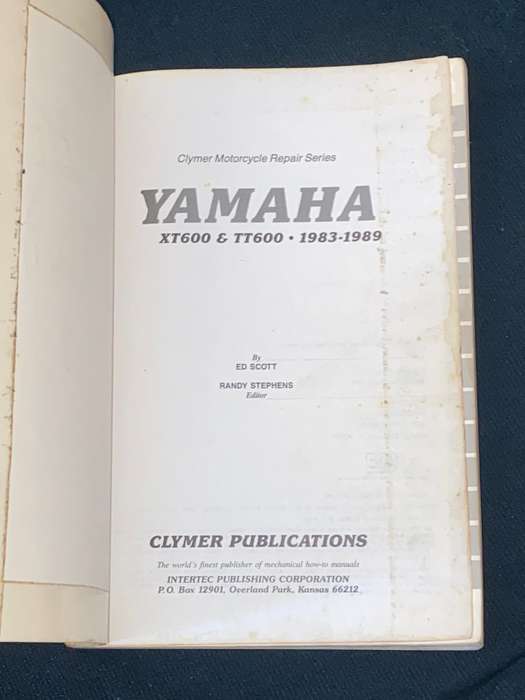 Clymer Motorcycle Repair Series
YAMAHA
XT600 & TT600 • 1983-1989
By
ED SCOTT
RANDY STEPHENS
Editor
CLYMER PUBLICATIONS
The world's finest publisher of mechanical how-to manuals
INTERTEC PUBLISHING CORPORATION
P.O. Box 12901, Overland Park, Kansas 66212